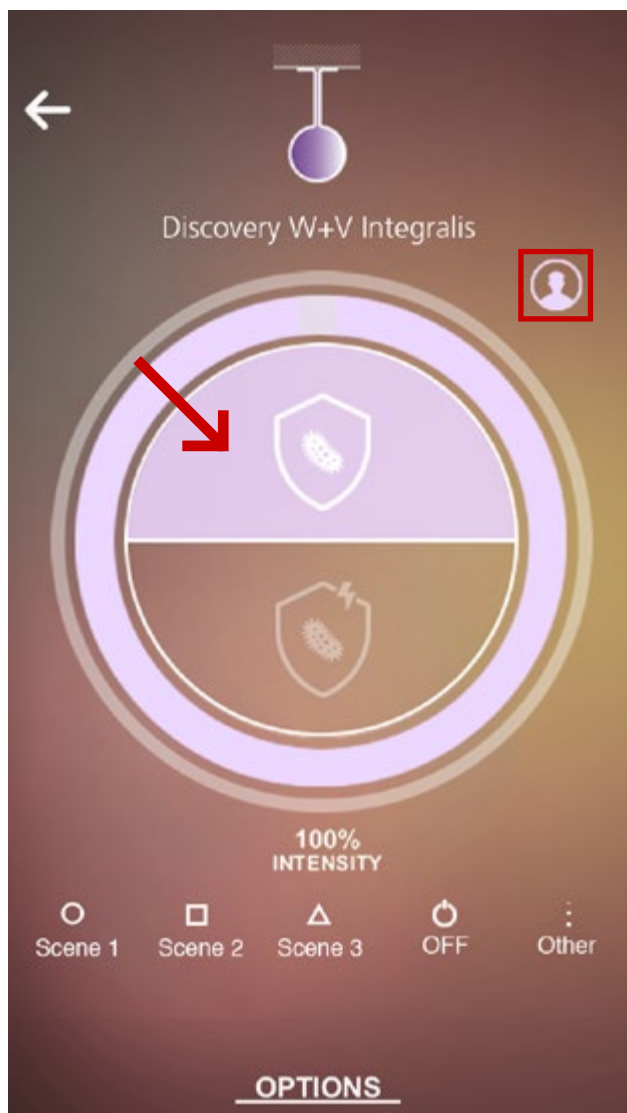 Discovery W+V Integralis
100%
INTENSITY
Scene 1 Scene 2 Scene 3 OFF Other
OPTIONS